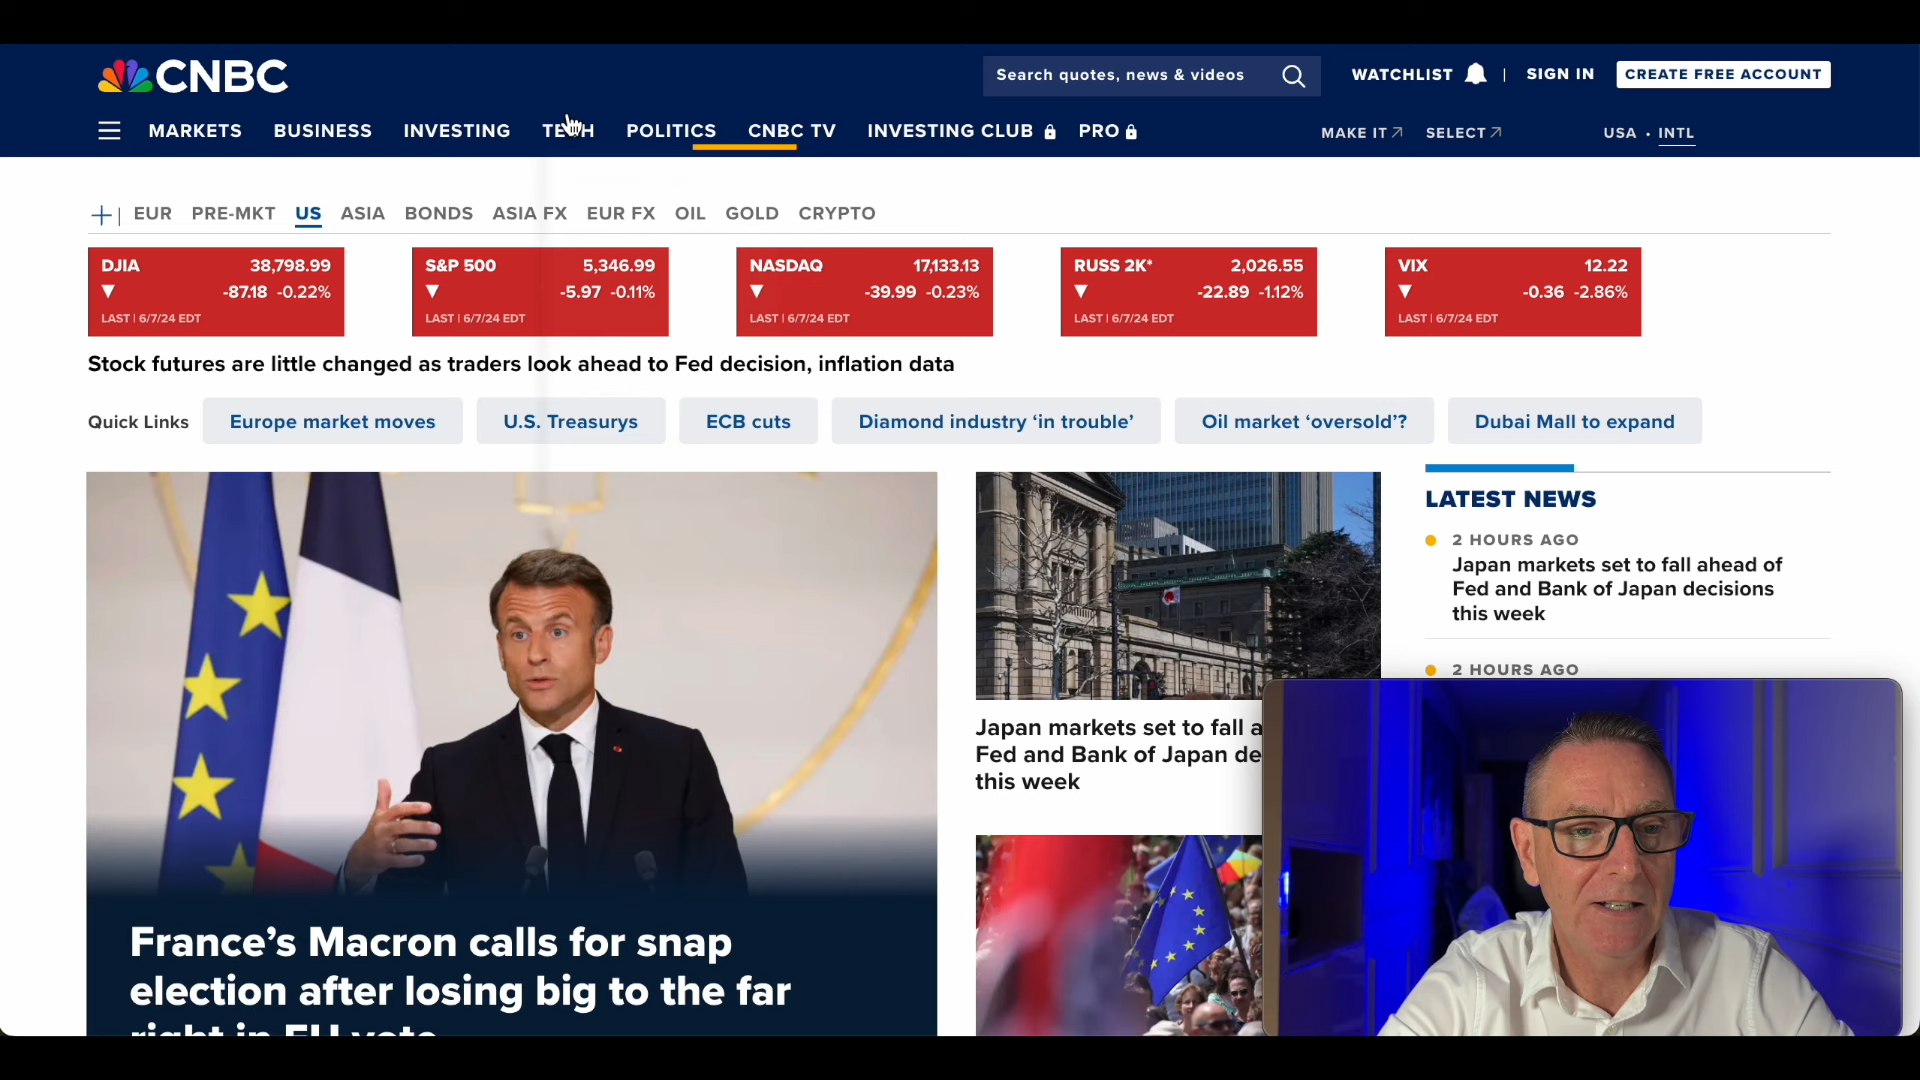 CNBC
Search quotes, news & videos
WATCHLIST | SIGN IN CREATE FREE ACCOUNT
MARKETS BUSINESS INVESTING TECH POLITICS CNBC TV INVESTING CLUB PRO
MAKE IT SELECT USA • INTL
EUR PRE-MKT US ASIA BONDS ASIA FX EUR FX OIL GOLD CRYPTO
DJIA 38,798.99
-87.18 -0.22%
LAST | 6/7/24 EDT
S&P 500 5,346.99
-5.97 -0.11%
LAST | 6/7/24 EDT
NASDAQ 17,133.13
-39.99 -0.23%
LAST | 6/7/24 EDT
RUSS 2K* 2,026.55
-22.89 -1.12%
LAST | 6/7/24 EDT
VIX 12.22
-0.36 -2.86%
LAST | 6/7/24 EDT
Stock futures are little changed as traders look ahead to Fed decision, inflation data
Quick Links Europe market moves U.S. Treasurys ECB cuts Diamond industry ‘in trouble’ Oil market ‘oversold’? Dubai Mall to expand
France’s Macron calls for snap
election after losing big to the far
right in EU vote
Japan markets set to fall a
Fed and Bank of Japan de
this week
LATEST NEWS
2 HOURS AGO
Japan markets set to fall ahead of
Fed and Bank of Japan decisions
this week
2 HOURS AGO